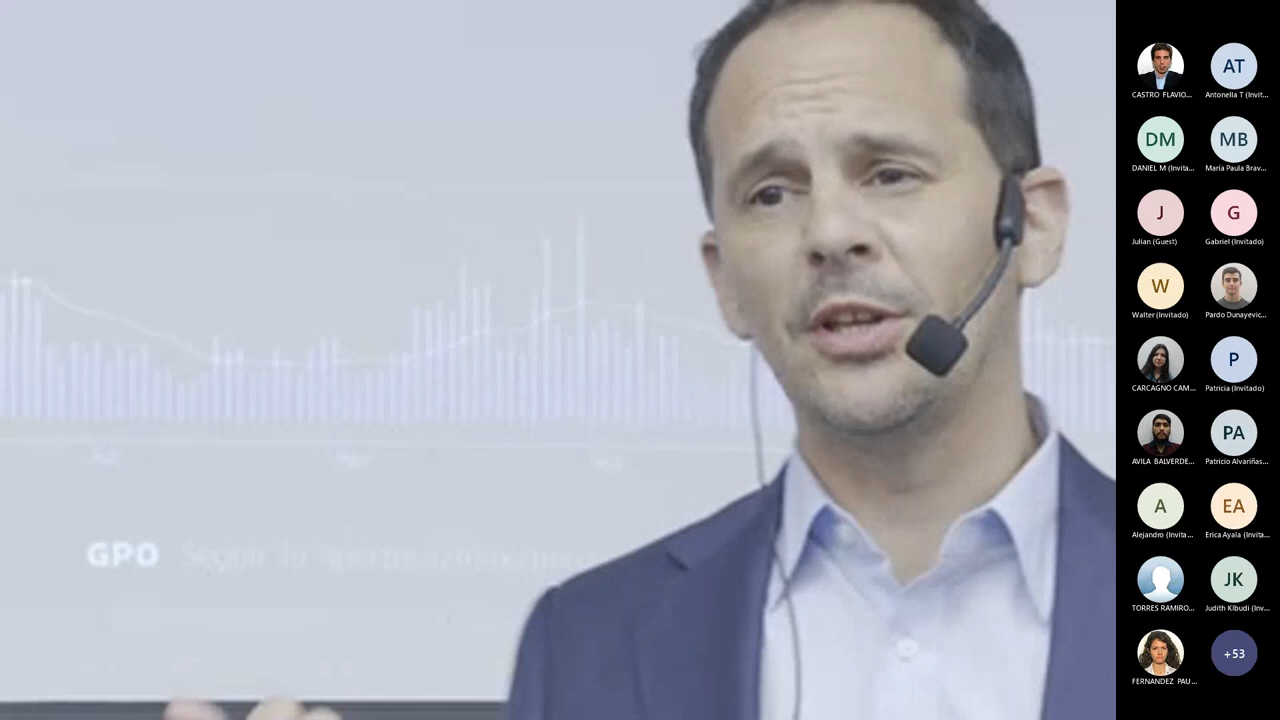 GPO
CASTRO FLAVIO...
AT
Antonella T (Invit...
DM
DANIEL M (Invita...
MB
María Paula Brav...
J
Julian (Guest)
G
Gabriel (Invitado)
W
Walter (Invitado)
Pardo Dunayevic...
CARCAGNO CAM...
P
Patricia (Invitado)
AVILA BALVERDE...
PA
Patricio Alvariñas...
A
Alejandro (Invita...
EA
Erica Ayala (Invita...
TORRES RAMIRO...
JK
Judith Klbudi (Inv...
FERNANDEZ PAU...
+53